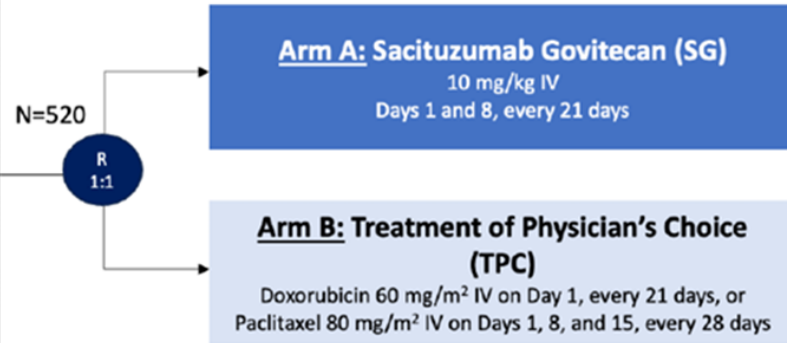 N=520
R
1:1
Arm A: Sacituzumab Govitecan (SG)
10 mg/kg IV
Days 1 and 8, every 21 days
Arm B: Treatment of Physician's Choice
(TPC)
Doxorubicin 60 mg/m² IV on Day 1, every 21 days, or
Paclitaxel 80 mg/m² IV on Days 1, 8, and 15, every 28 days